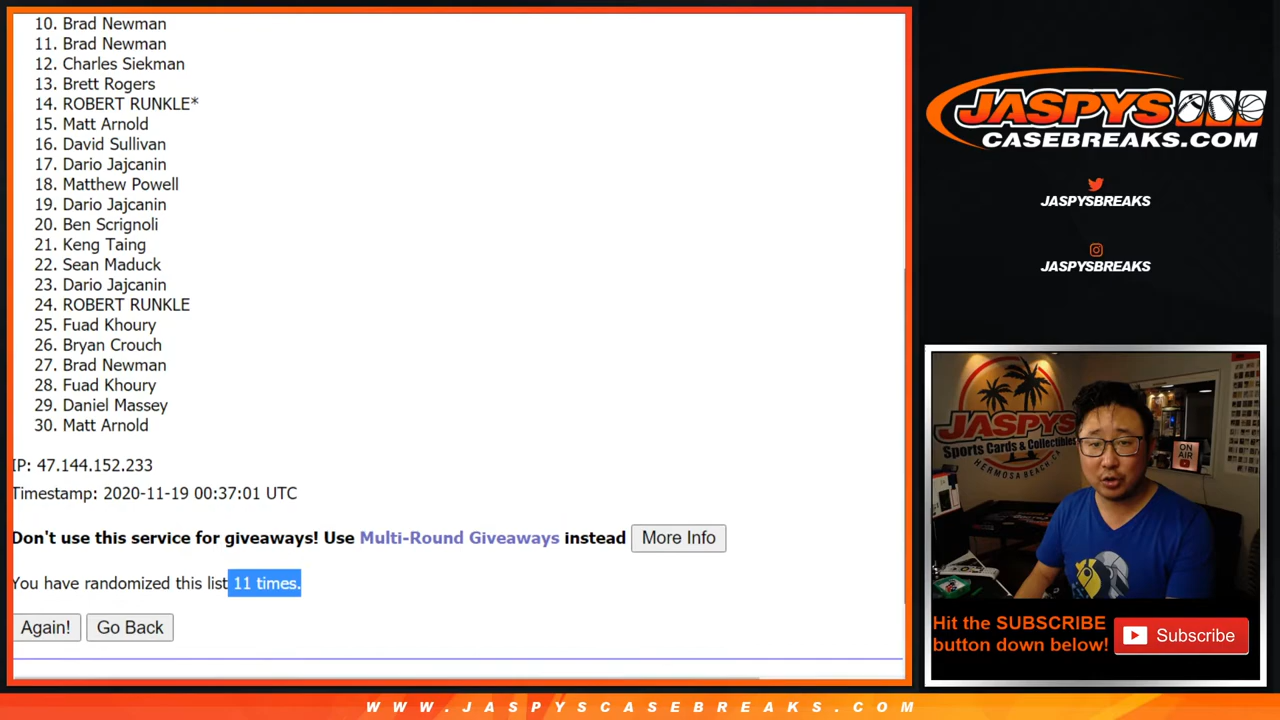 10. Brad Newman
11. Brad Newman
12. Charles Siekman
13. Brett Rogers
14. ROBERT RUNKLE*
15. Matt Arnold
16. David Sullivan
17. Dario Jajcanin
18. Matthew Powell
19. Dario Jajcanin
20. Ben Scrignoli
21. Keng Taing
22. Sean Maduck
23. Dario Jajcanin
24. ROBERT RUNKLE
25. Fuad Khoury
26. Bryan Crouch
27. Brad Newman
28. Fuad Khoury
29. Daniel Massey
30. Matt Arnold
IP: 47.144.152.233
Timestamp: 2020-11-19 00:37:01 UTC
Don't use this service for giveaways! Use Multi-Round Giveaways instead More Info
You have randomized this list 11 times.
Again! Go Back
JASPYS
CASEBREAKS.COM
JASPYSBREAKS
JASPYSBREAKS
JASPYS
Sports Cards & Collectibles
HERMOSA BEACH, CA
ON
AIR
Hit the SUBSCRIBE
button down below!
Subscribe
WWW.JASPYSCASEBREAKS.COM